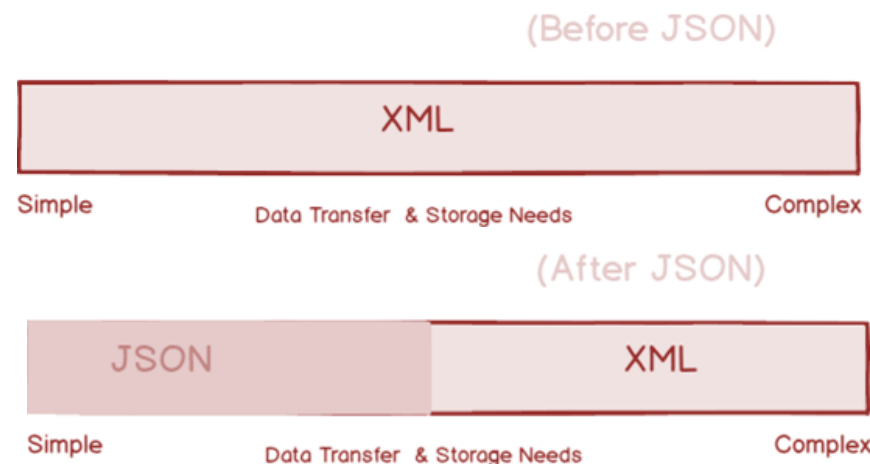 (Before JSON)
XML
Simple Data Transfer & Storage Needs Complex
(After JSON)
JSON XML
Simple Data Transfer & Storage Needs Complex